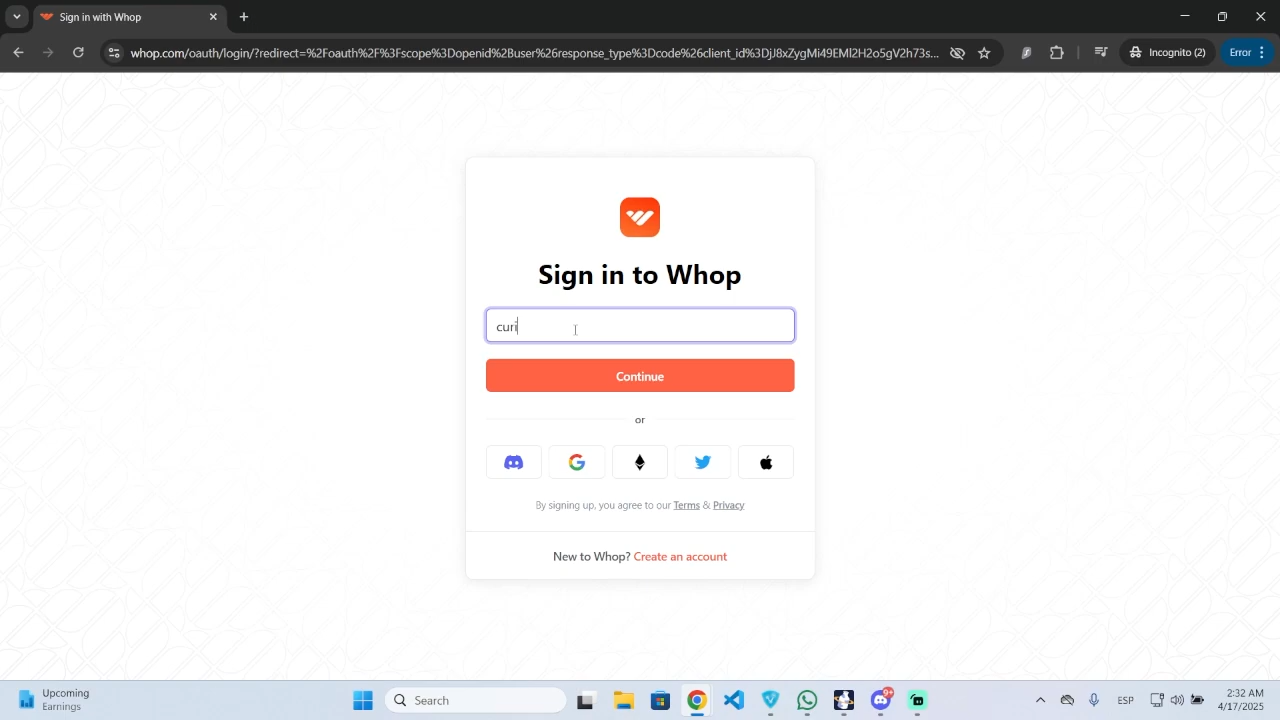 Sign in with Whop
whop.com/oauth/login/?redirect=%2Foauth%2F%3Fscope%3Dopenid%2Buser%26response_type%3Dcode%26client_id%3DJ8xZyhMi49EMl2H2o5gV2h73s...
Incognito (2)
Error
Sign in to Whop
curi
Continue
or
By signing up, you agree to our Terms & Privacy
New to Whop? Create an account
Upcoming
Earnings
Search
9+
ESP
2:32 AM
4/17/2025